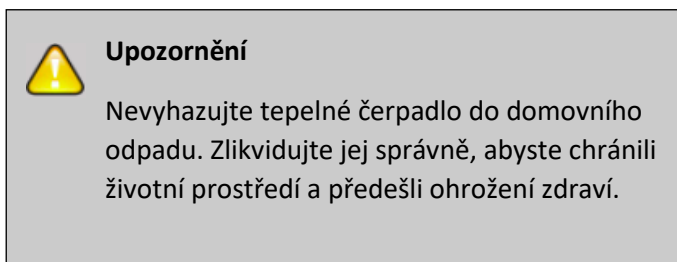 Upozornění
Nevyhazujte tepelné čerpadlo do domovního
odpadu. Zlikvidujte jej správně, abyste chránili
životní prostředí a předešli ohrožení zdraví.